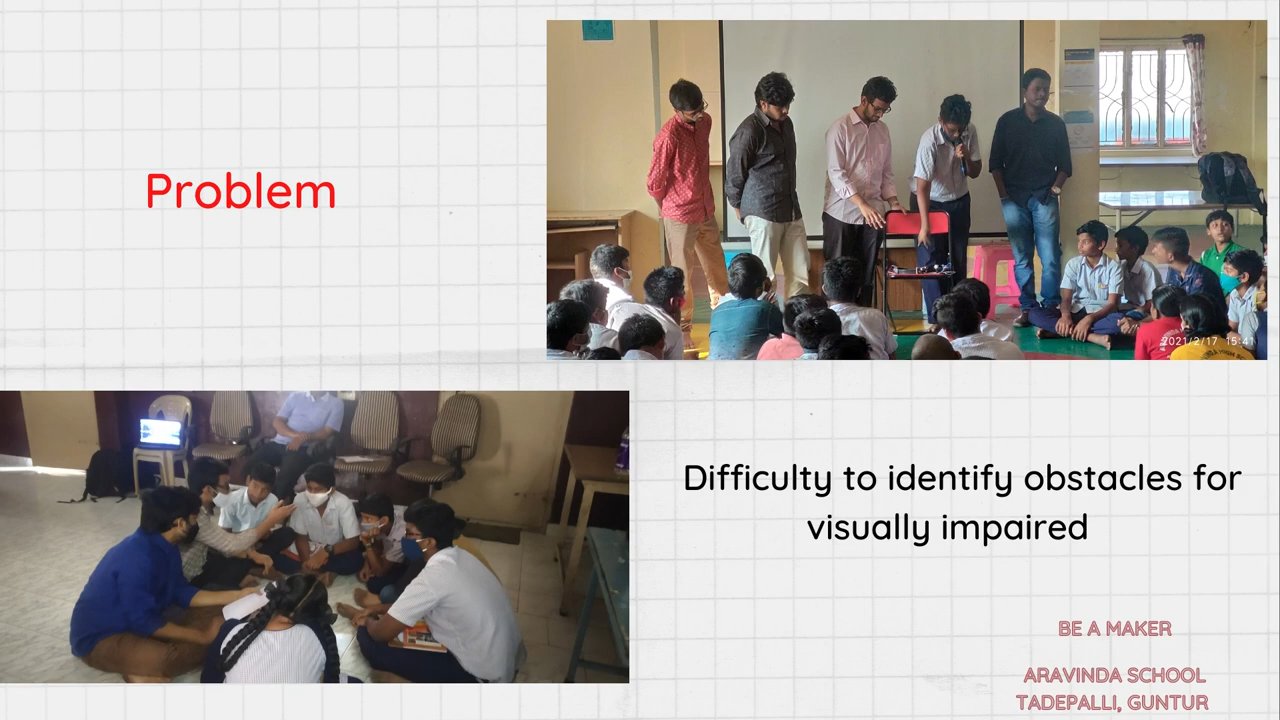 Problem
2021/2/17 15:41
Difficulty to identify obstacles for
visually impaired
BE A MAKER
ARAVINDA SCHOOL
TADEPALLI, GUNTUR